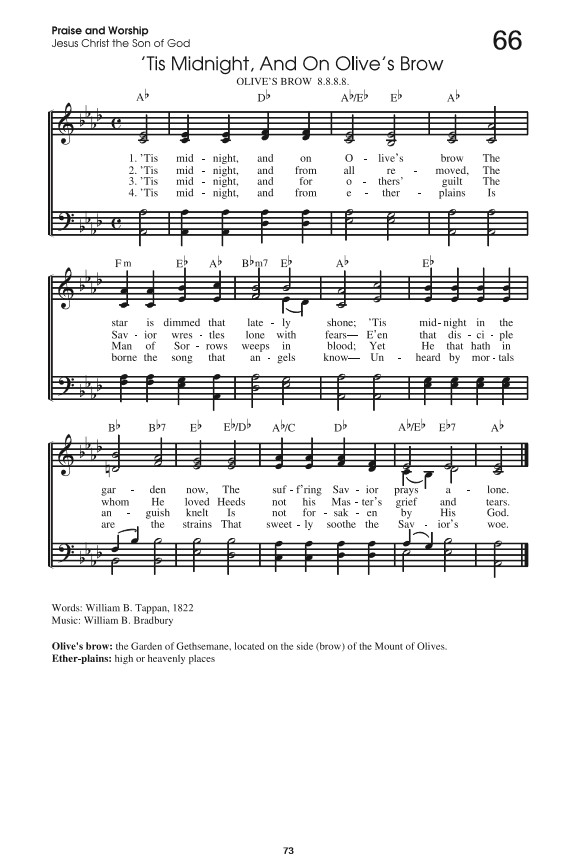 Praise and Worship
Jesus Christ the Son of God
66
'Tis Midnight, And On Olive's Brow
OLIVE'S BROW 8.8.8.8.
A♭ D♭ A♭/E♭ E♭ A♭
1. 'Tis mid - night, and on O - live's brow The
2. 'Tis mid - night, and from all re - moved, The
3. 'Tis mid - night, and for o - thers' guilt The
4. 'Tis mid - night, and from e - ther - plains Is
Fm E♭ A♭ B♭m7 E♭ A♭ E♭
star is dimmed that late - ly shone; 'Tis mid - night in the
Sav - ior wres - tles lone with fears— E'en that dis - ci - ple
Man of Sor - rows weeps in blood; Yet He that hath in
borne the song that an - gels know— Un - heard by mor - tals
B♭ B♭7 E♭ E♭/D♭ A♭/C D♭ A♭/E♭ E♭7 A♭
gar - den now, The suf - f'ring Sav - ior prays a - lone.
whom He loved Heeds not his Mas - ter's grief and tears.
an - guish knelt Is not for - sak - en by His God.
are the strains That sweet - ly soothe the Sav - ior's woe.
Words: William B. Tappan, 1822
Music: William B. Bradbury
Olive's brow: the Garden of Gethsemane, located on the side (brow) of the Mount of Olives.
Ether-plains: high or heavenly places
73